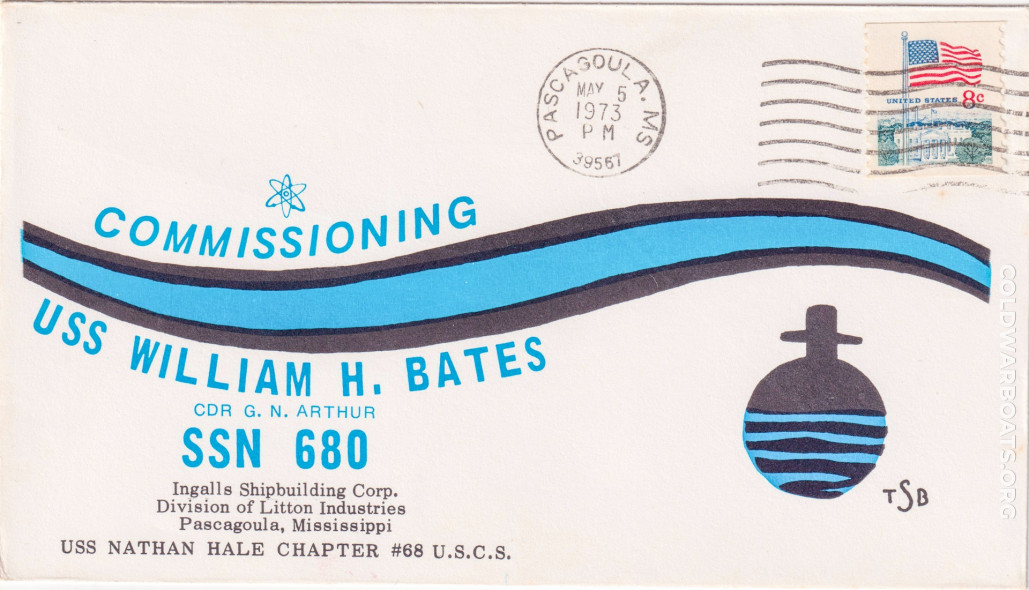 PASCAGOULA. MS
MAY 5
1973
PM
39567
UNITED STATES 8c
COMMISSIONING
USS WILLIAM H. BATES
CDR G. N. ARTHUR
SSN 680
Ingalls Shipbuilding Corp.
Division of Litton Industries
Pascagoula, Mississippi
USS NATHAN HALE CHAPTER #68 U.S.C.S.
TSB
COLDWARBOATS.ORG